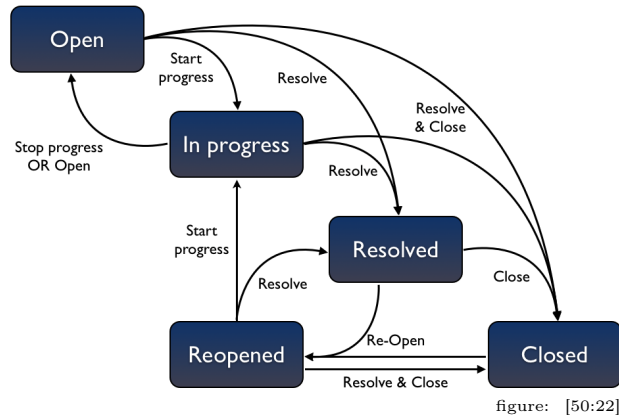 Open
Start
progress
Resolve
Resolve
& Close
Stop progress
OR Open
In progress
Resolve
Start
progress
Resolved
Resolve
Close
Re-Open
Reopened
Closed
Resolve & Close
figure: [50:22]